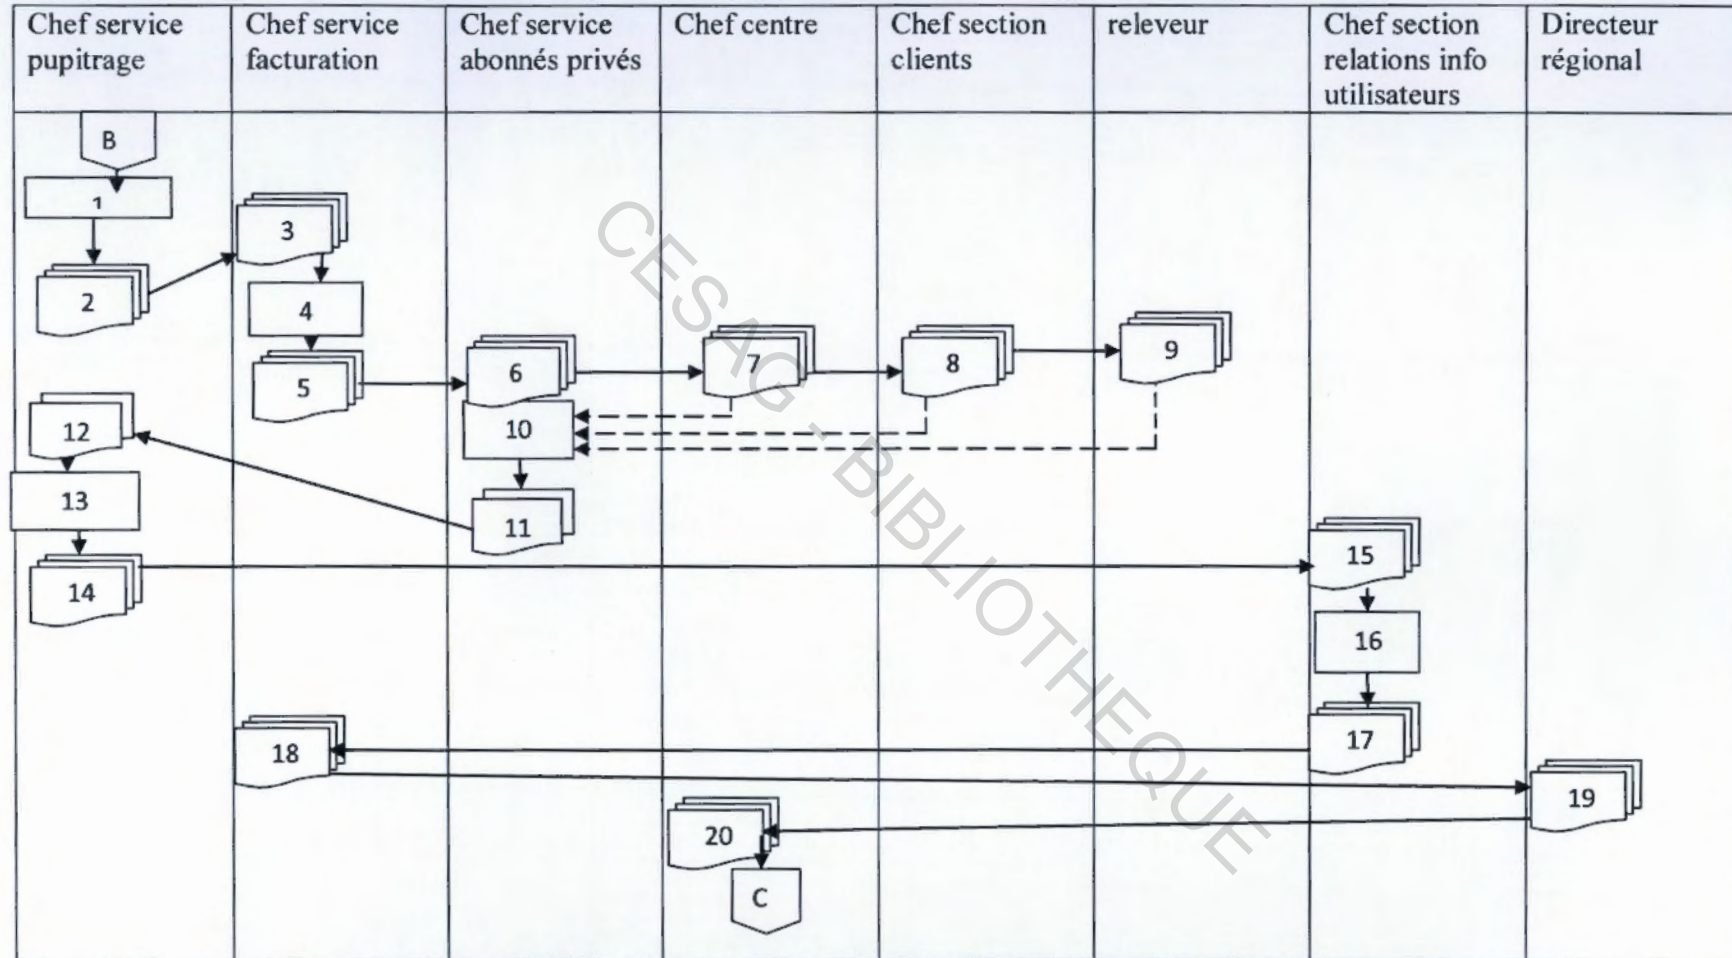 Chef service
pupitrage
Chef service
facturation
Chef service
abonnés privés
Chef centre
Chef section
clients
releveur
Chef section
relations info
utilisateurs
Directeur
régional
B
1
2
3
4
5
6
7
8
9
10
11
12
13
14
15
16
17
18
19
20
C
CESAG - BIBLIOTHEQUE